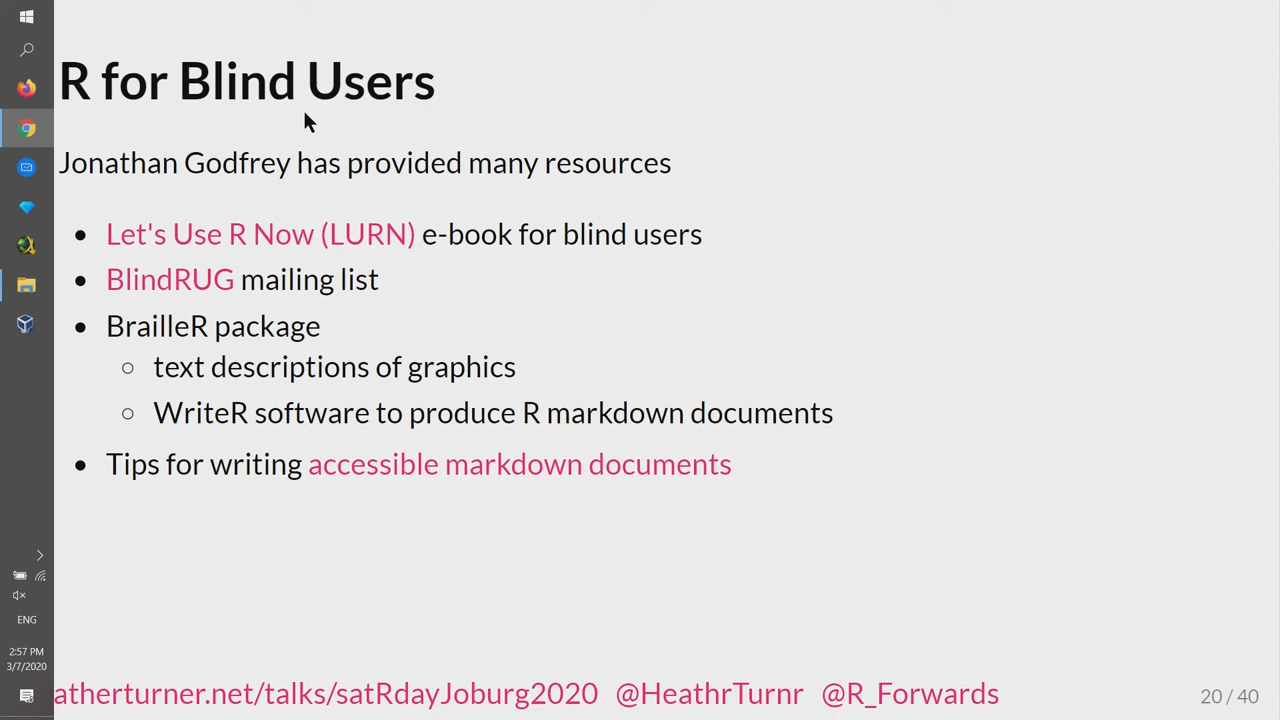 R for Blind Users
Jonathan Godfrey has provided many resources
Let's Use R Now (LURN) e-book for blind users
BlindRUG mailing list
BrailleR package
text descriptions of graphics
WriteR software to produce R markdown documents
Tips for writing accessible markdown documents
ENG
2:57 PM
3/7/2020
atherturner.net/talks/satRdayJoburg2020 @HeathrTurnr @R_Forwards
20 / 40